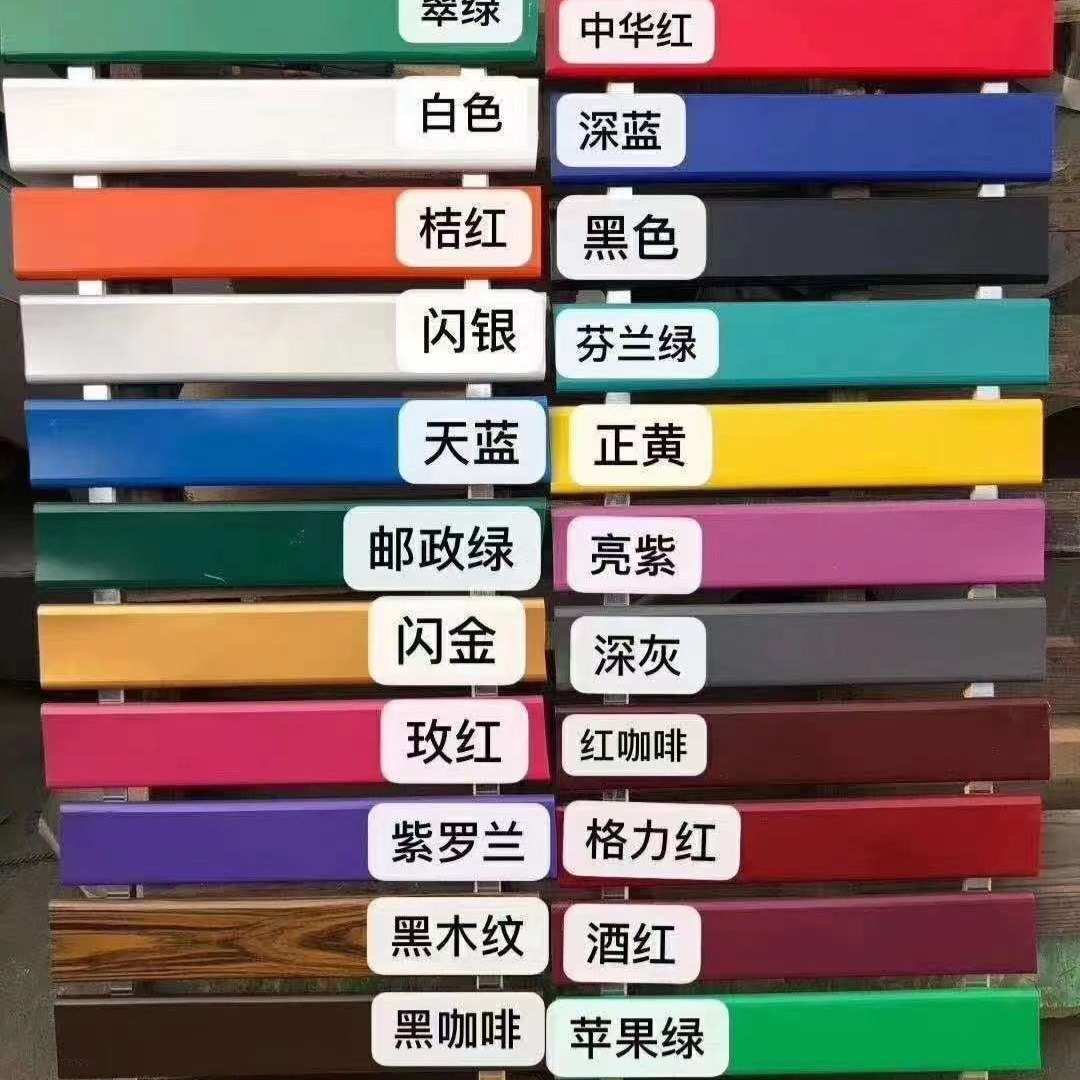 翠绿
中华红
白色
深蓝
桔红
黑色
闪银
芬兰绿
天蓝
正黄
邮政绿
亮紫
闪金
深灰
玫红
红咖啡
紫罗兰
格力红
黑木纹
酒红
黑咖啡
苹果绿